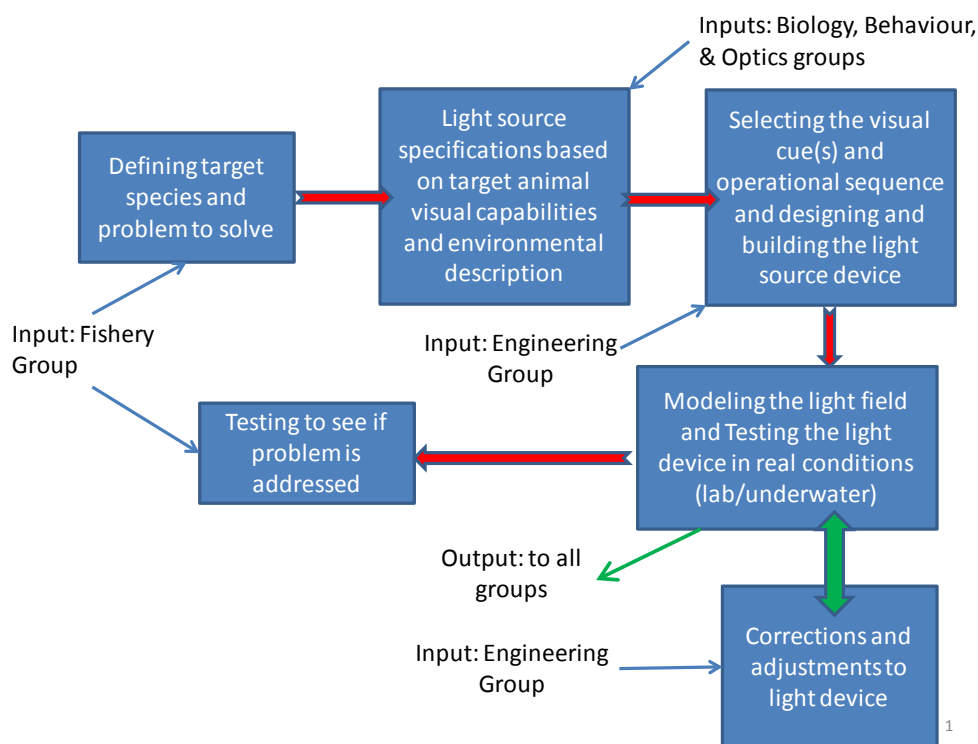 Inputs: Biology, Behaviour,
& Optics groups
Defining target
species and
problem to solve
Light source
specifications based
on target animal
visual capabilities
and environmental
description
Selecting the visual
cue(s) and
operational sequence
and designing and
building the light
source device
Input: Fishery
Group
Input: Engineering
Group
Testing to see if
problem is
addressed
Modeling the light field
and Testing the light
device in real conditions
(lab/underwater)
Output: to all
groups
Input: Engineering
Group
Corrections and
adjustments to
light device
1